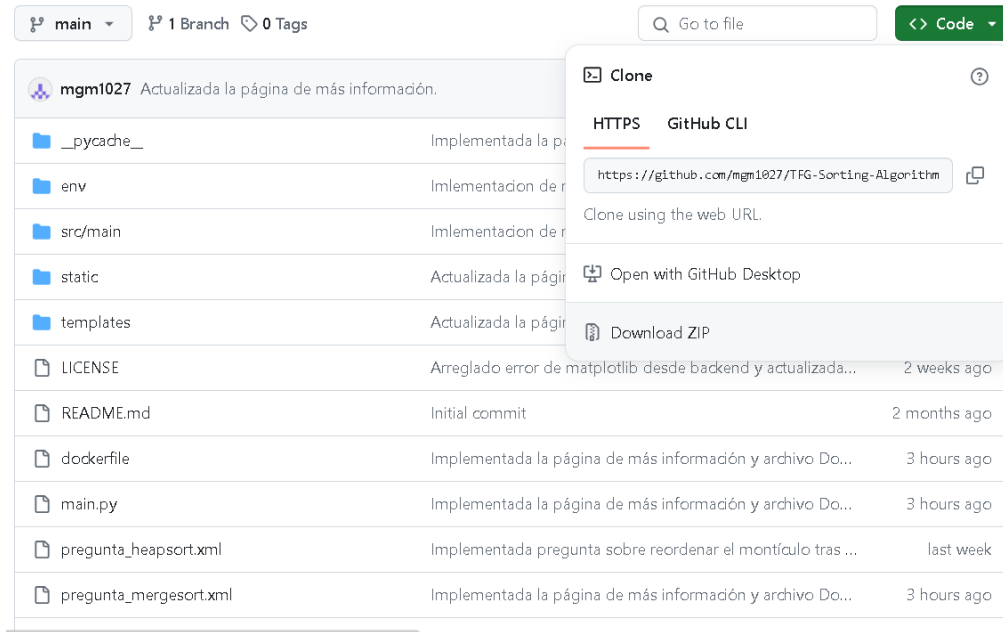 main 1 Branch 0 Tags Go to file Code
mgm1027 Actualizada la página de más información.
Clone
HTTPS GitHub CLI
https://github.com/mgm1027/TFG-Sorting-Algorithm
Clone using the web URL.
Open with GitHub Desktop
Download ZIP
__pycache__ Implementada la pá
env Imlementacion de r
src/main Imlementacion de r
static Actualizada la págin
templates Actualizada la págin
LICENSE Arreglado error de matplotlib desde backend y actualizada... 2 weeks ago
README.md Initial commit 2 months ago
dockerfile Implementada la página de más información y archivo Do... 3 hours ago
main.py Implementada la página de más información y archivo Do... 3 hours ago
pregunta_heapsort.xml Implementada pregunta sobre reordenar el montículo tras ... last week
pregunta_mergesort.xml Implementada la página de más información y archivo Do... 3 hours ago